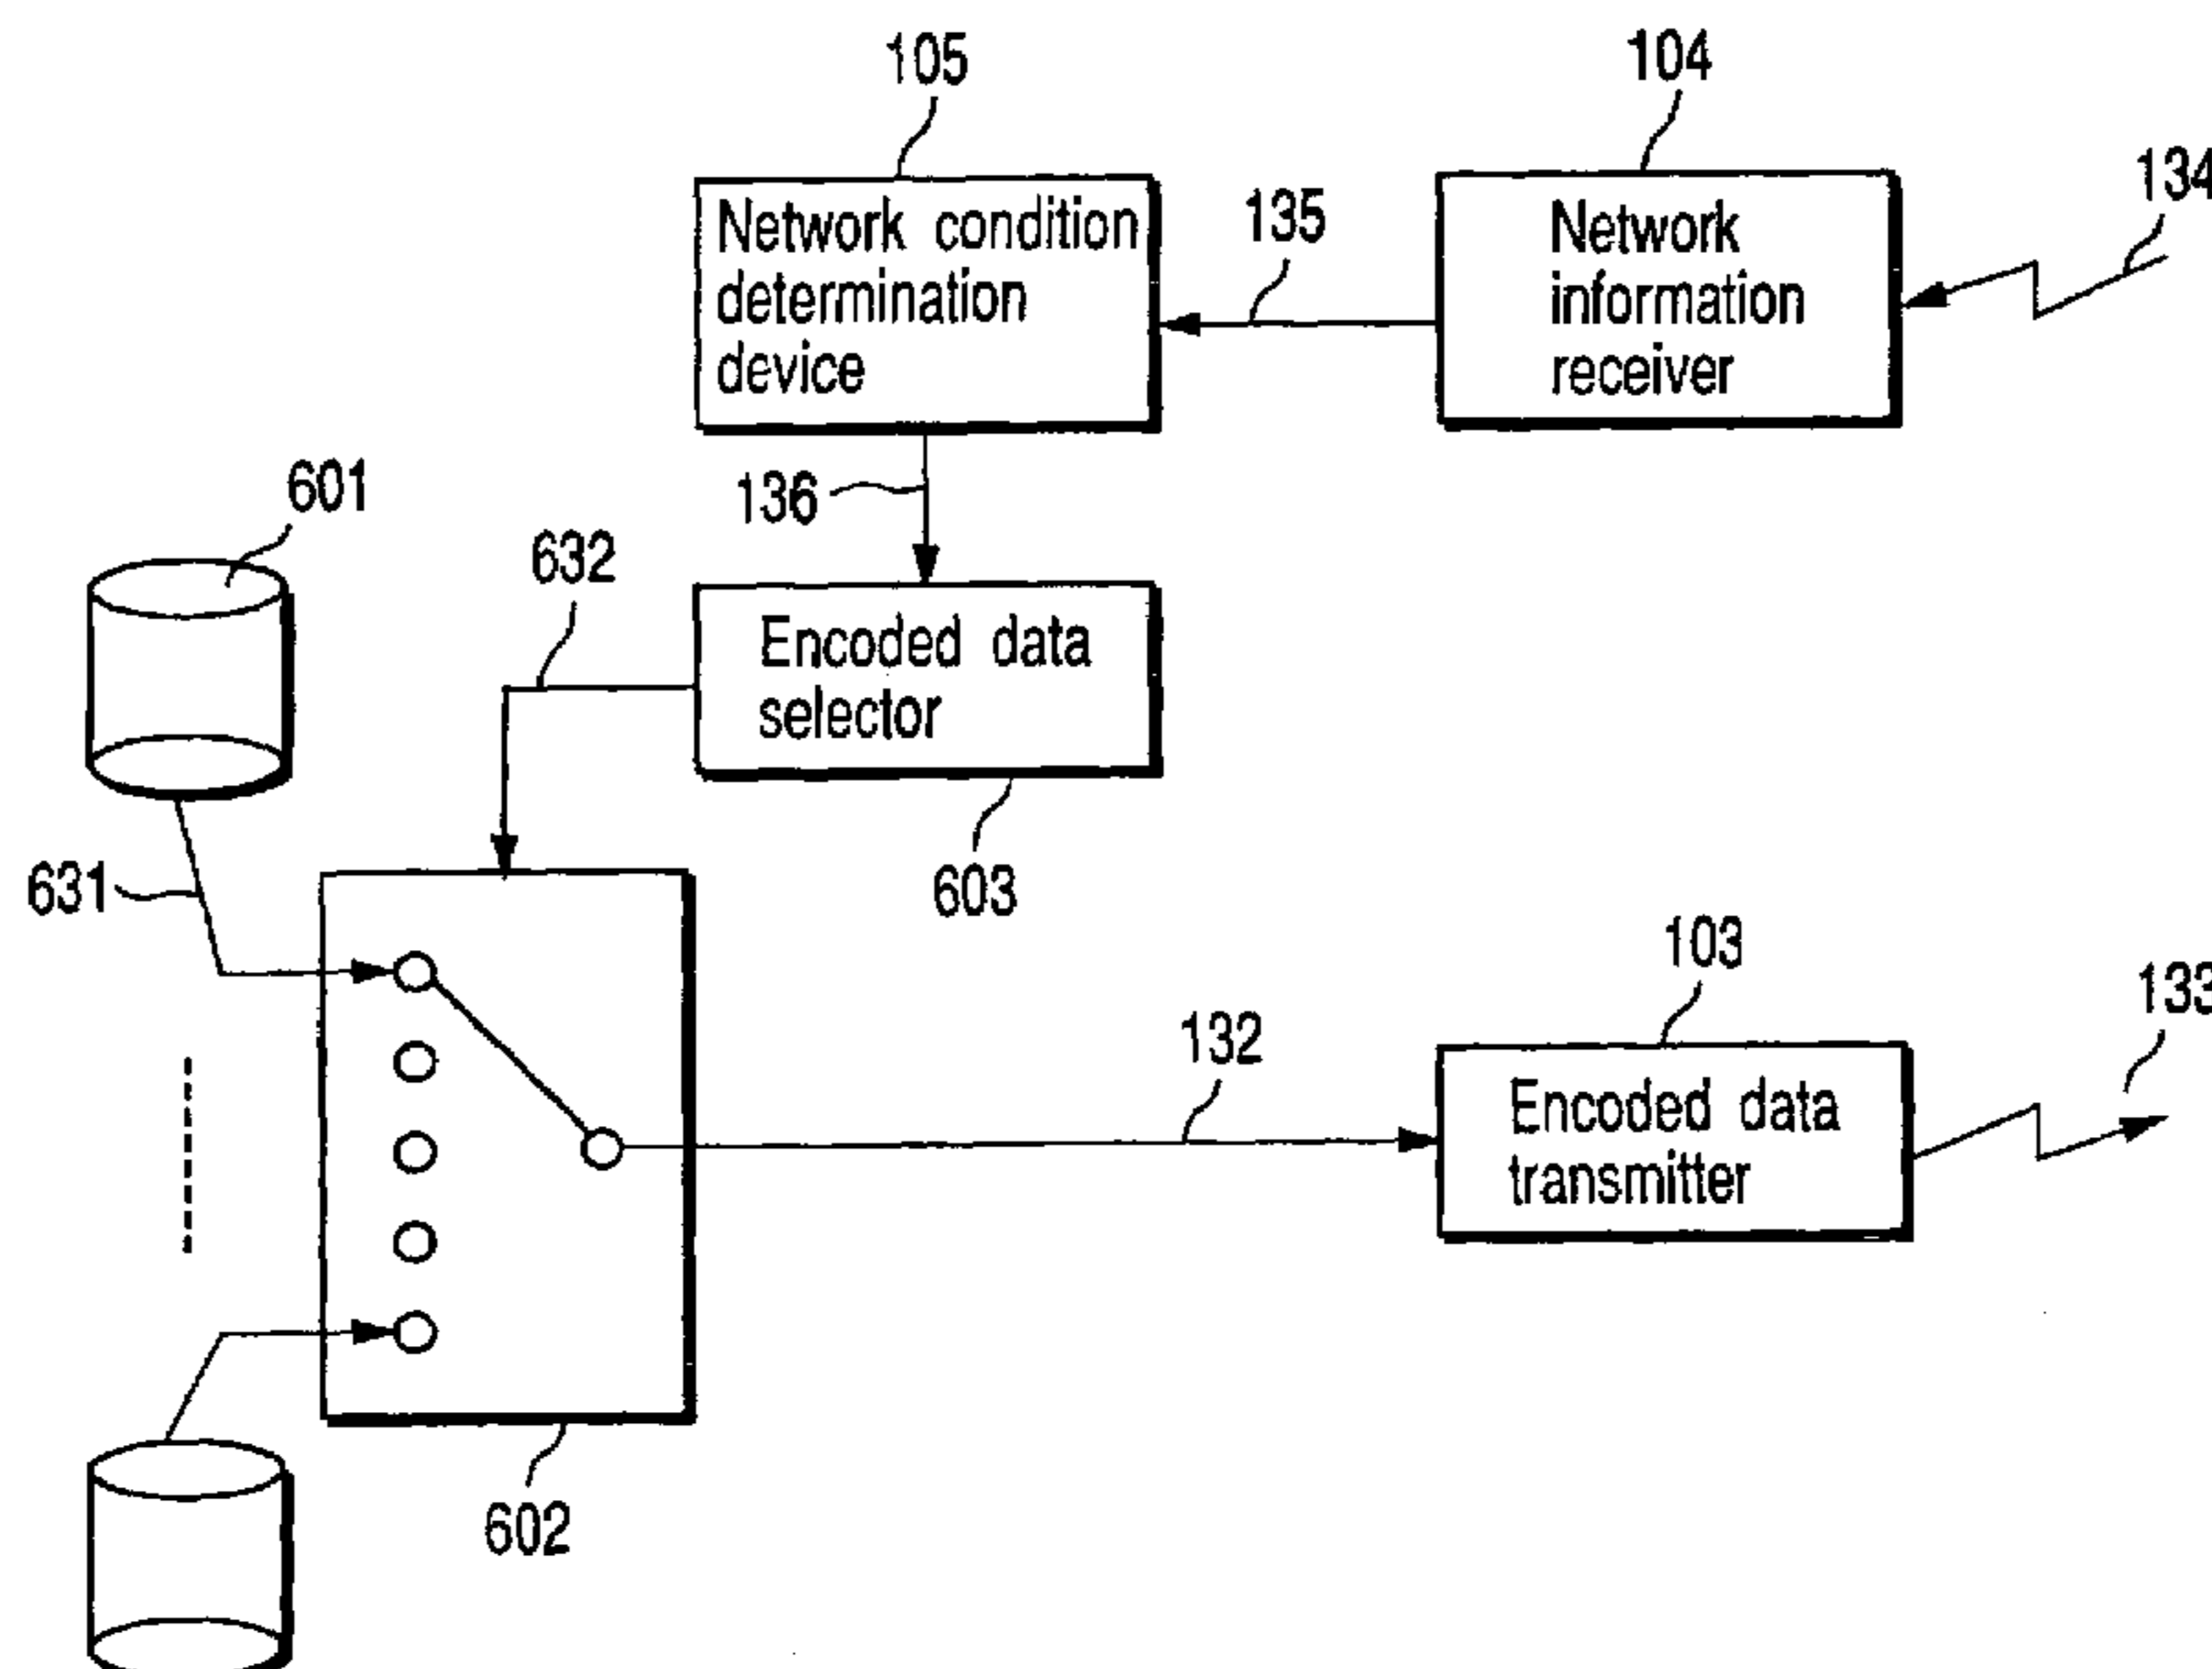 105
104
134
Network condition
determination
device
135
Network
information
receiver
601
136
632
Encoded data
selector
631
603
103
133
132
Encoded data
transmitter
602